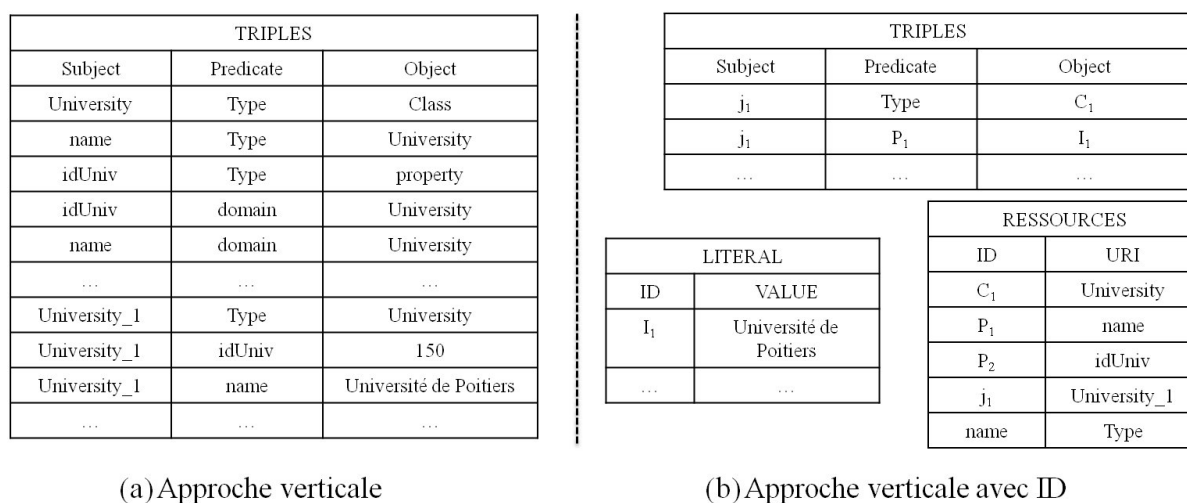 TRIPLES
Subject Predicate Object
University Type Class
name Type University
idUniv Type property
idUniv domain University
name domain University
... ... ...
University_1 Type University
University_1 idUniv 150
University_1 name Université de Poitiers
... ... ...
(a) Approche verticale
TRIPLES
Subject Predicate Object
j₁ Type C₁
j₁ P₁ I₁
... ... ...
LITERAL
ID VALUE
I₁ Université de
Poitiers
... ...
RESSOURCES
ID URI
C₁ University
P₁ name
P₂ idUniv
j₁ University_1
name Type
(b) Approche verticale avec ID